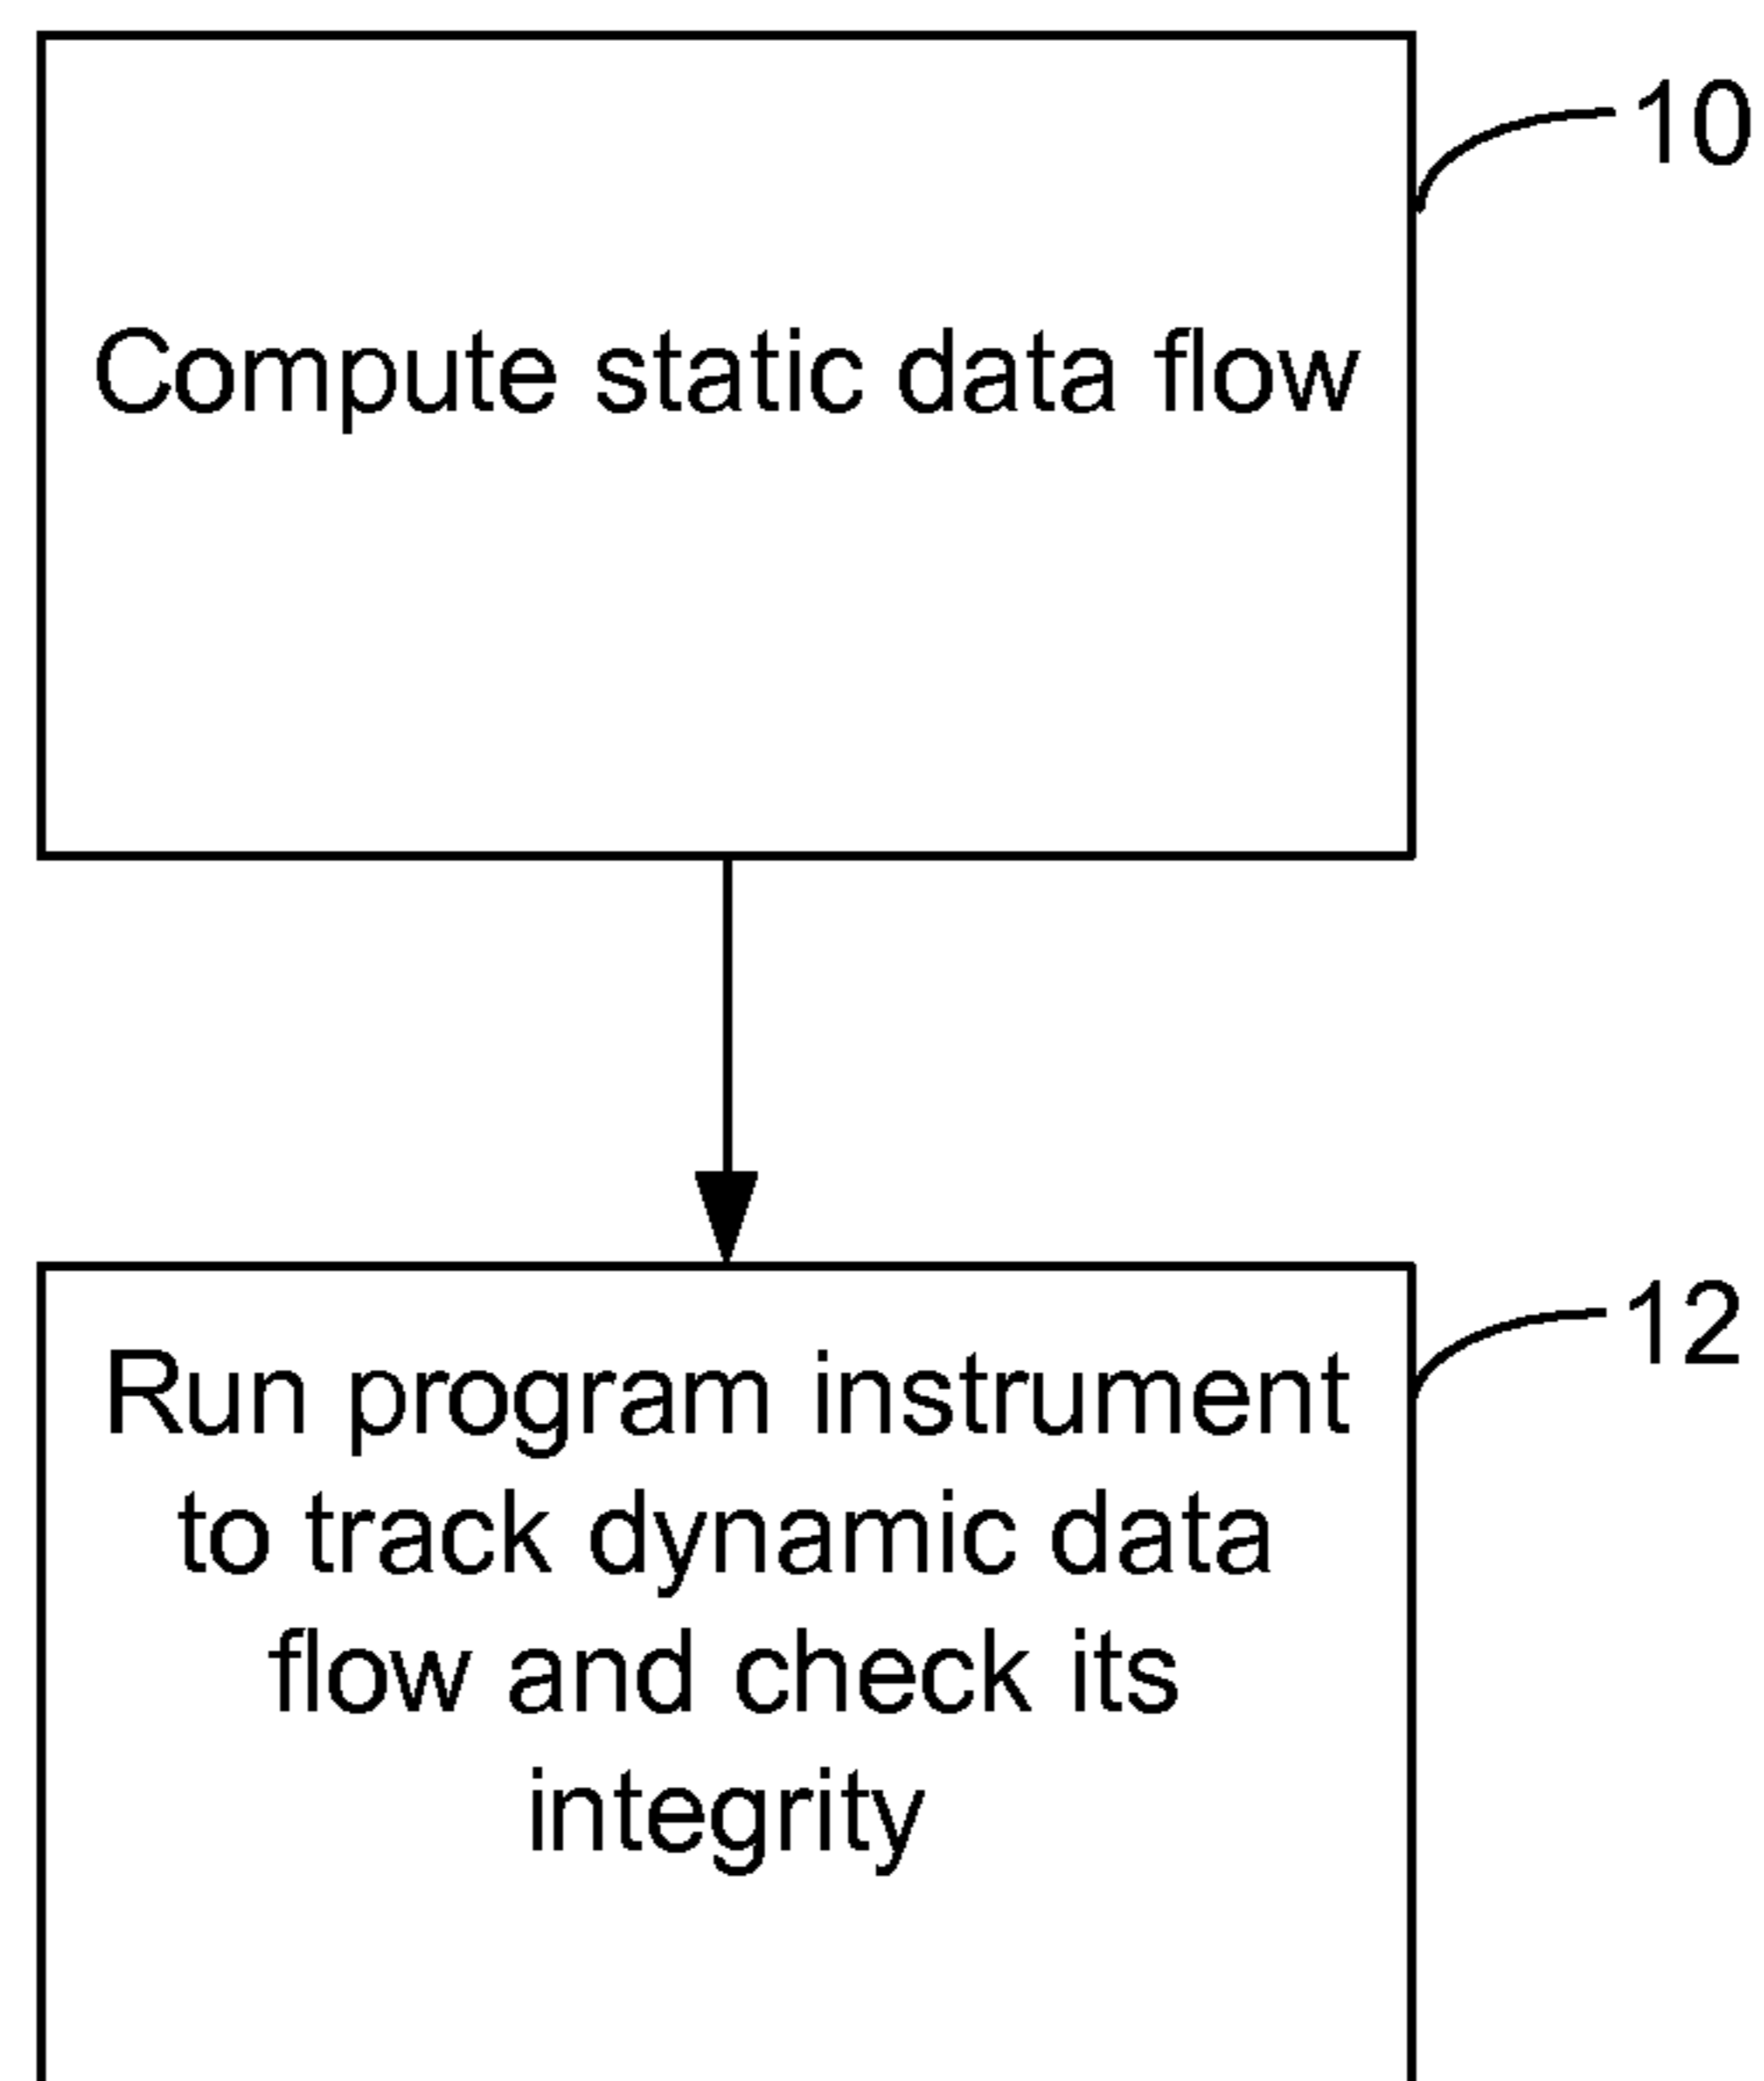 10
Compute static data flow
12
Run program instrument
to track dynamic data
flow and check its
integrity